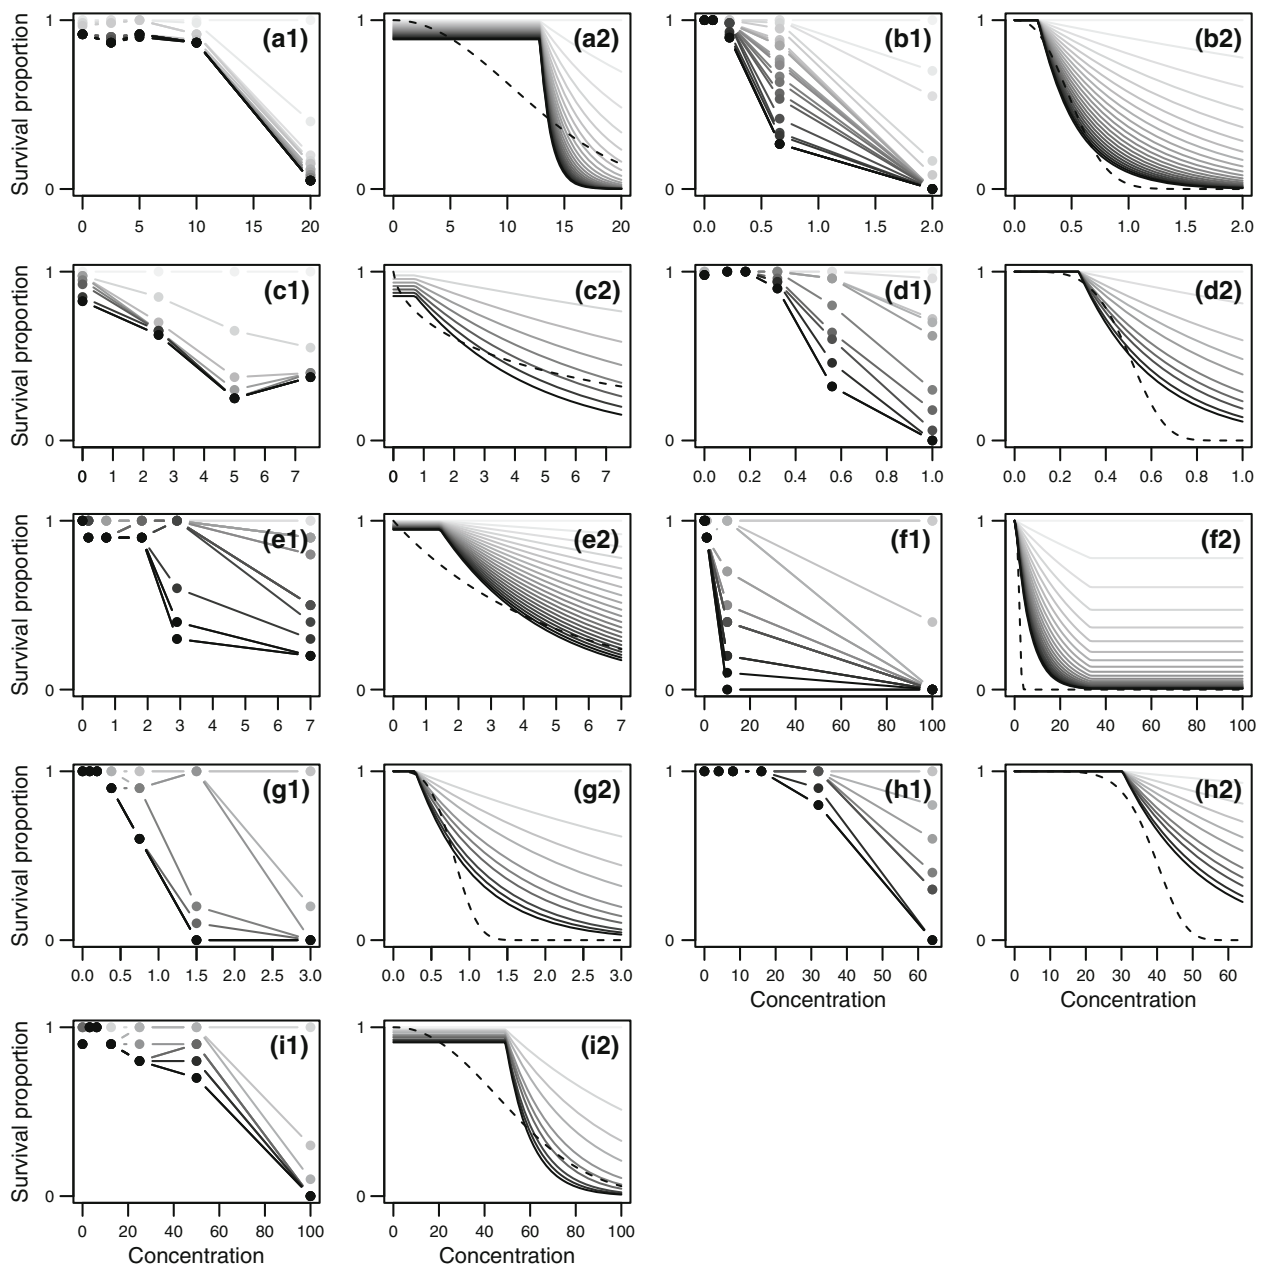 Survival proportion
1
0
(a1)
0 5 10 15 20
1
0
(a2)
0 5 10 15 20
1
0
(b1)
0.0 0.5 1.0 1.5 2.0
1
0
(b2)
0.0 0.5 1.0 1.5 2.0
Survival proportion
1
0
(c1)
0 1 2 3 4 5 6 7
1
0
(c2)
0 1 2 3 4 5 6 7
1
0
(d1)
0.0 0.2 0.4 0.6 0.8 1.0
1
0
(d2)
0.0 0.2 0.4 0.6 0.8 1.0
Survival proportion
1
0
(e1)
0 1 2 3 4 5 6 7
1
0
(e2)
0 1 2 3 4 5 6 7
1
0
(f1)
0 20 40 60 80 100
1
0
(f2)
0 20 40 60 80 100
Survival proportion
1
0
(g1)
0.0 0.5 1.0 1.5 2.0 2.5 3.0
1
0
(g2)
0.0 0.5 1.0 1.5 2.0 2.5 3.0
1
0
(h1)
0 10 20 30 40 50 60
Concentration
1
0
(h2)
0 10 20 30 40 50 60
Concentration
Survival proportion
1
0
(i1)
0 20 40 60 80 100
Concentration
1
0
(i2)
0 20 40 60 80 100
Concentration